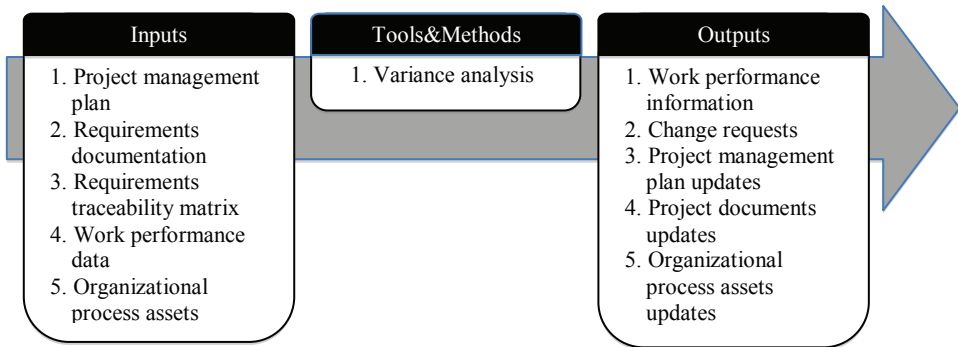 Inputs
1. Project management
plan
2. Requirements
documentation
3. Requirements
traceability matrix
4. Work performance
data
5. Organizational
process assets
Tools&Methods
1. Variance analysis
Outputs
1. Work performance
information
2. Change requests
3. Project management
plan updates
4. Project documents
updates
5. Organizational
process assets
updates